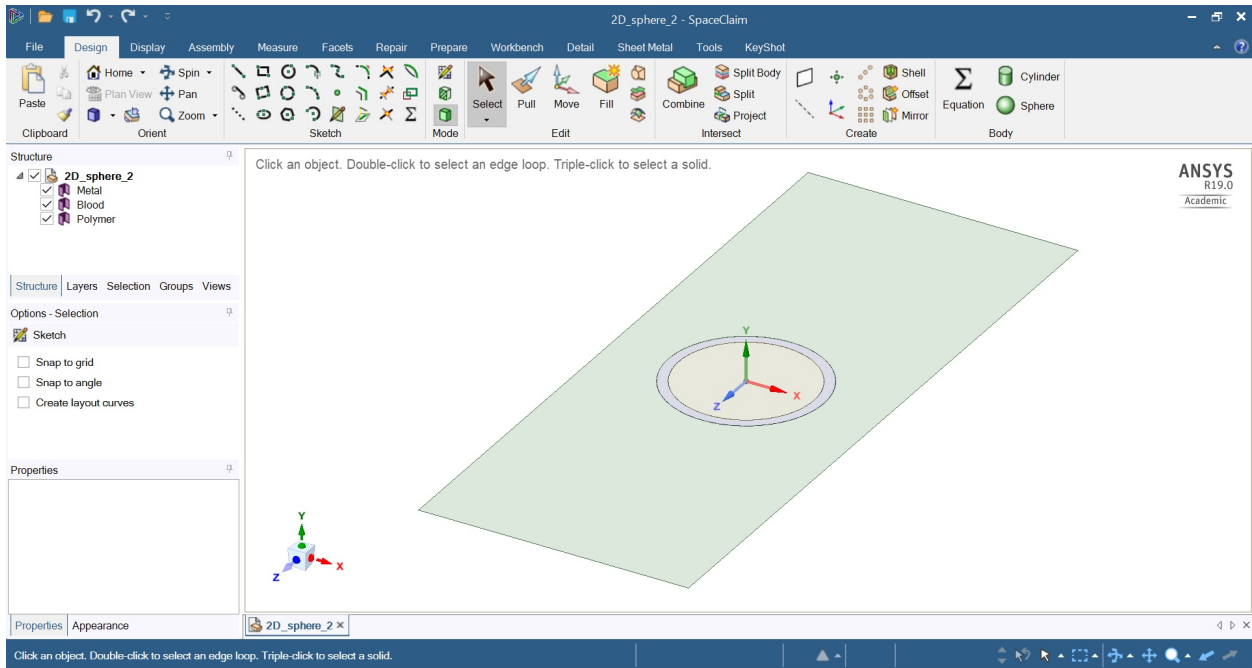 2D_sphere_2 - SpaceClaim
File Design Display Assembly Measure Facets Repair Prepare Workbench Detail Sheet Metal Tools KeyShot
Home Spin Shell Cylinder
Split Body
Plan View Pan Split Offset
Paste Select Pull Move Fill Combine Equation Sphere
Zoom Project Mirror
Clipboard Orient Sketch Mode Edit Intersect Create Body
Structure
2D_sphere_2
Metal
Blood
Polymer
Structure Layers Selection Groups Views
Options - Selection
Sketch
Snap to grid
Snap to angle
Create layout curves
Properties
Properties Appearance
Click an object. Double-click to select an edge loop. Triple-click to select a solid.
ANSYS
R19.0
Academic
Y
X
Z
Y
X
Z
2D_sphere_2
Click an object. Double-click to select an edge loop. Triple-click to select a solid.